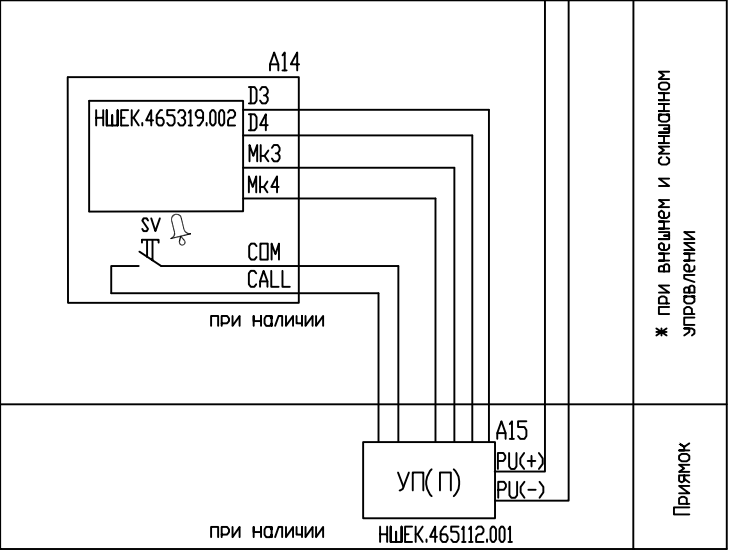 A14
D3
НШЕК.465319.002
D4
Mk3
Mk4
SV
COM
CALL
при наличии
* при внешнем и смншанном
управлении
A15
PU(+)
УП(П)
PU(-)
при наличии
НШЕК.465112.001
Приямок